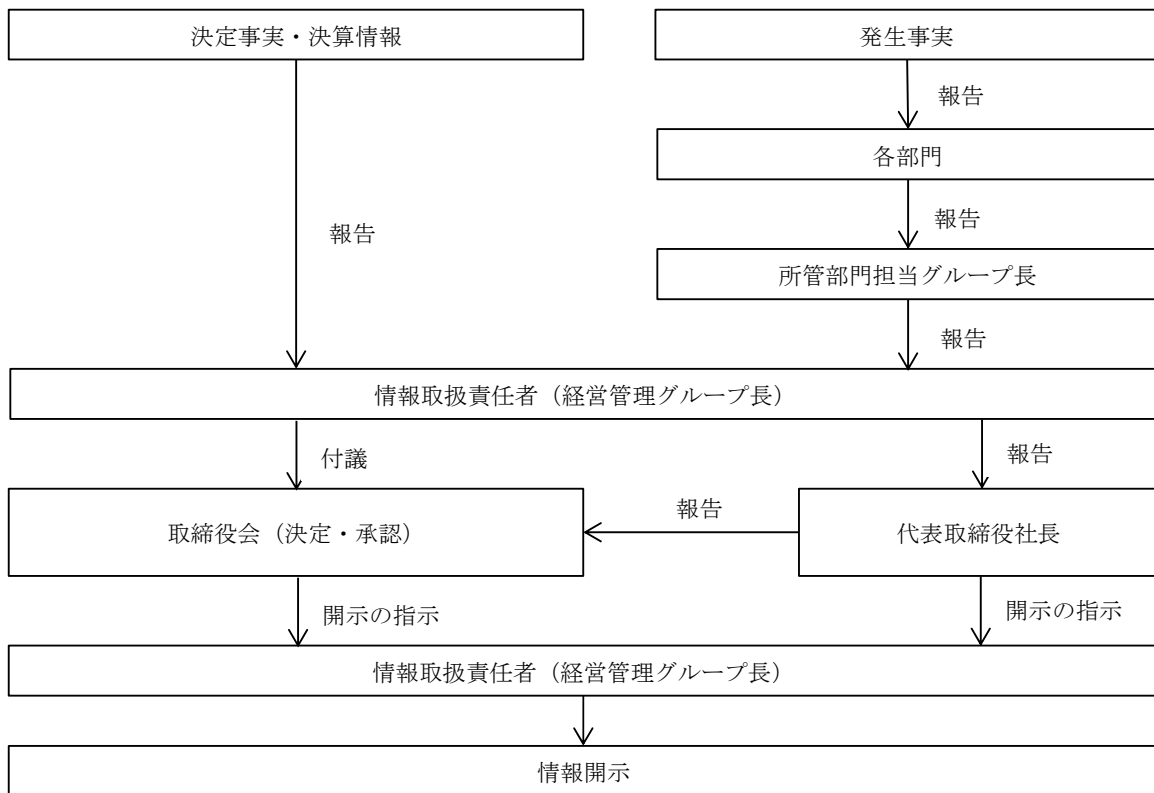 決定事実・決算情報
発生事実
報告
各部門
報告
報告
所管部門担当グループ長
報告
情報取扱責任者（経営管理グループ長）
付議
報告
取締役会（決定・承認）
報告
代表取締役社長
開示の指示
開示の指示
情報取扱責任者（経営管理グループ長）
情報開示